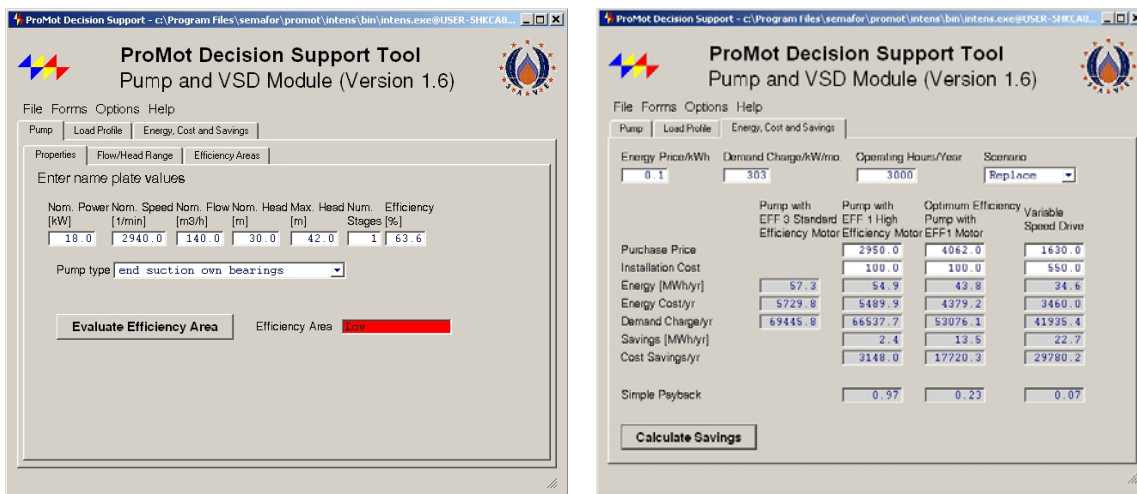 ProMot Decision Support - c:\Program Files\semafor\promot\intens\bin\intens.exe@USER-5HKCA8...
ProMot Decision Support Tool
Pump and VSD Module (Version 1.6)
SAVE
File Forms Options Help
Pump Load Profile Energy, Cost and Savings
Properties Flow/Head Range Efficiency Areas
Enter name plate values
Nom. Power Nom. Speed Nom. Flow Nom. Head Max. Head Num. Efficiency
[kW] [1/min] [m3/h] [m] [m] Stages [%]
18.0 2940.0 140.0 30.0 42.0 1 63.6
Pump type end suction own bearings
Evaluate Efficiency Area Efficiency Area Low
ProMot Decision Support - c:\Program Files\semafor\promot\intens\bin\intens.exe@USER-5HKCA0...
ProMot Decision Support Tool
Pump and VSD Module (Version 1.6)
SAVE
File Forms Options Help
Pump Load Profile Energy, Cost and Savings
Energy Price/kWh Demand Charge/kW/mo. Operating Hours/Year Scenario
0.1 303 3000 Replace
Pump with Pump with Optimum Efficiency Variable
EFF 3 Standard EFF 1 High Pump with Speed Drive
Efficiency Motor Efficiency Motor EFF1 Motor
Purchase Price 2950.0 4062.0 1630.0
Installation Cost 100.0 100.0 550.0
Energy [MWh/yr] 57.3 54.9 43.8 34.6
Energy Cost/yr 5729.8 5489.9 4379.2 3460.0
Demand Charge/yr 69445.8 66537.7 53076.1 41935.4
Savings [MWh/yr] 2.4 13.5 22.7
Cost Savings/yr 3148.0 17720.3 29780.2
Simple Payback 0.97 0.23 0.07
Calculate Savings